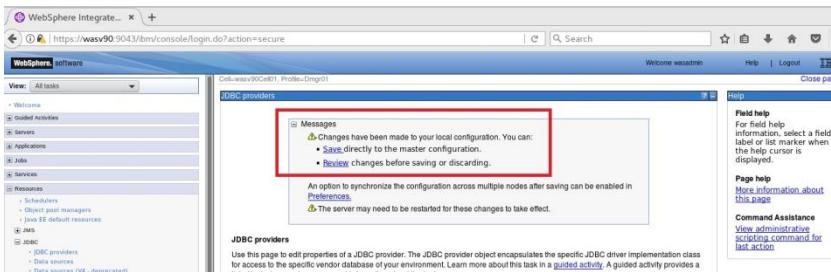 WebSphere Integrate... × +
https://wasv90:9043/ibm/console/login.do?action=secure
Search
WebSphere. software
Welcome wasadmin
Help | Logout
View: All tasks
Cell=wasv90Cell01, Profile=Dmgr01
Close pa
Welcome
Guided Activities
Servers
Applications
Jobs
Services
Resources
Schedulers
Object pool managers
Java EE default resources
JMS
JDBC
JDBC providers
Data sources
Data sources (V4 - deprecated)
JDBC providers
Messages
Changes have been made to your local configuration. You can:
Save directly to the master configuration.
Review changes before saving or discarding.
An option to synchronize the configuration across multiple nodes after saving can be enabled in
Preferences.
The server may need to be restarted for these changes to take effect.
JDBC providers
Use this page to edit properties of a JDBC provider. The JDBC provider object encapsulates the specific JDBC driver implementation class
for access to the specific vendor database of your environment. Learn more about this task in a guided activity. A guided activity provides a
Help
Field help
For field help
information, select a field
label or list marker when
the help cursor is
displayed.
Page help
More information about
this page
Command Assistance
View administrative
scripting command for
last action